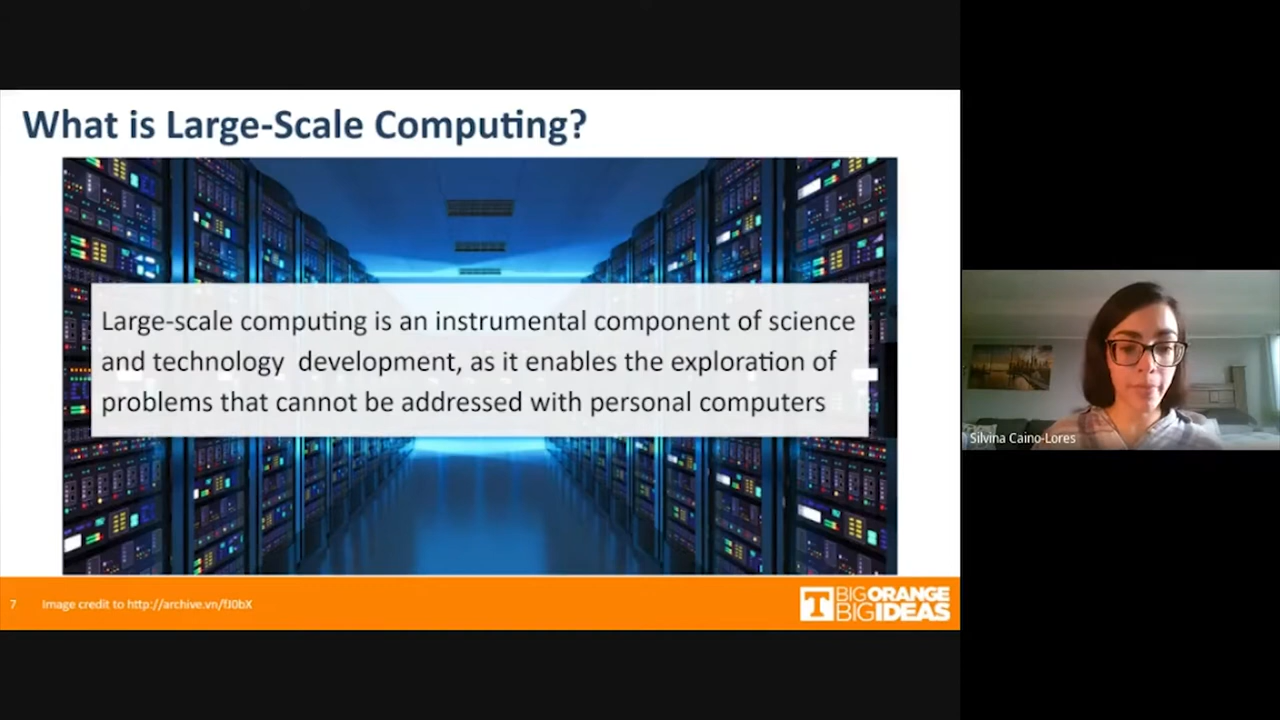 What is Large-Scale Computing?
Large-scale computing is an instrumental component of science
and technology development, as it enables the exploration of
problems that cannot be addressed with personal computers
7 Image credit to http://archive.vn/fJ0bX
T BIG ORANGE
BIG IDEAS
Silvina Caino-Lores